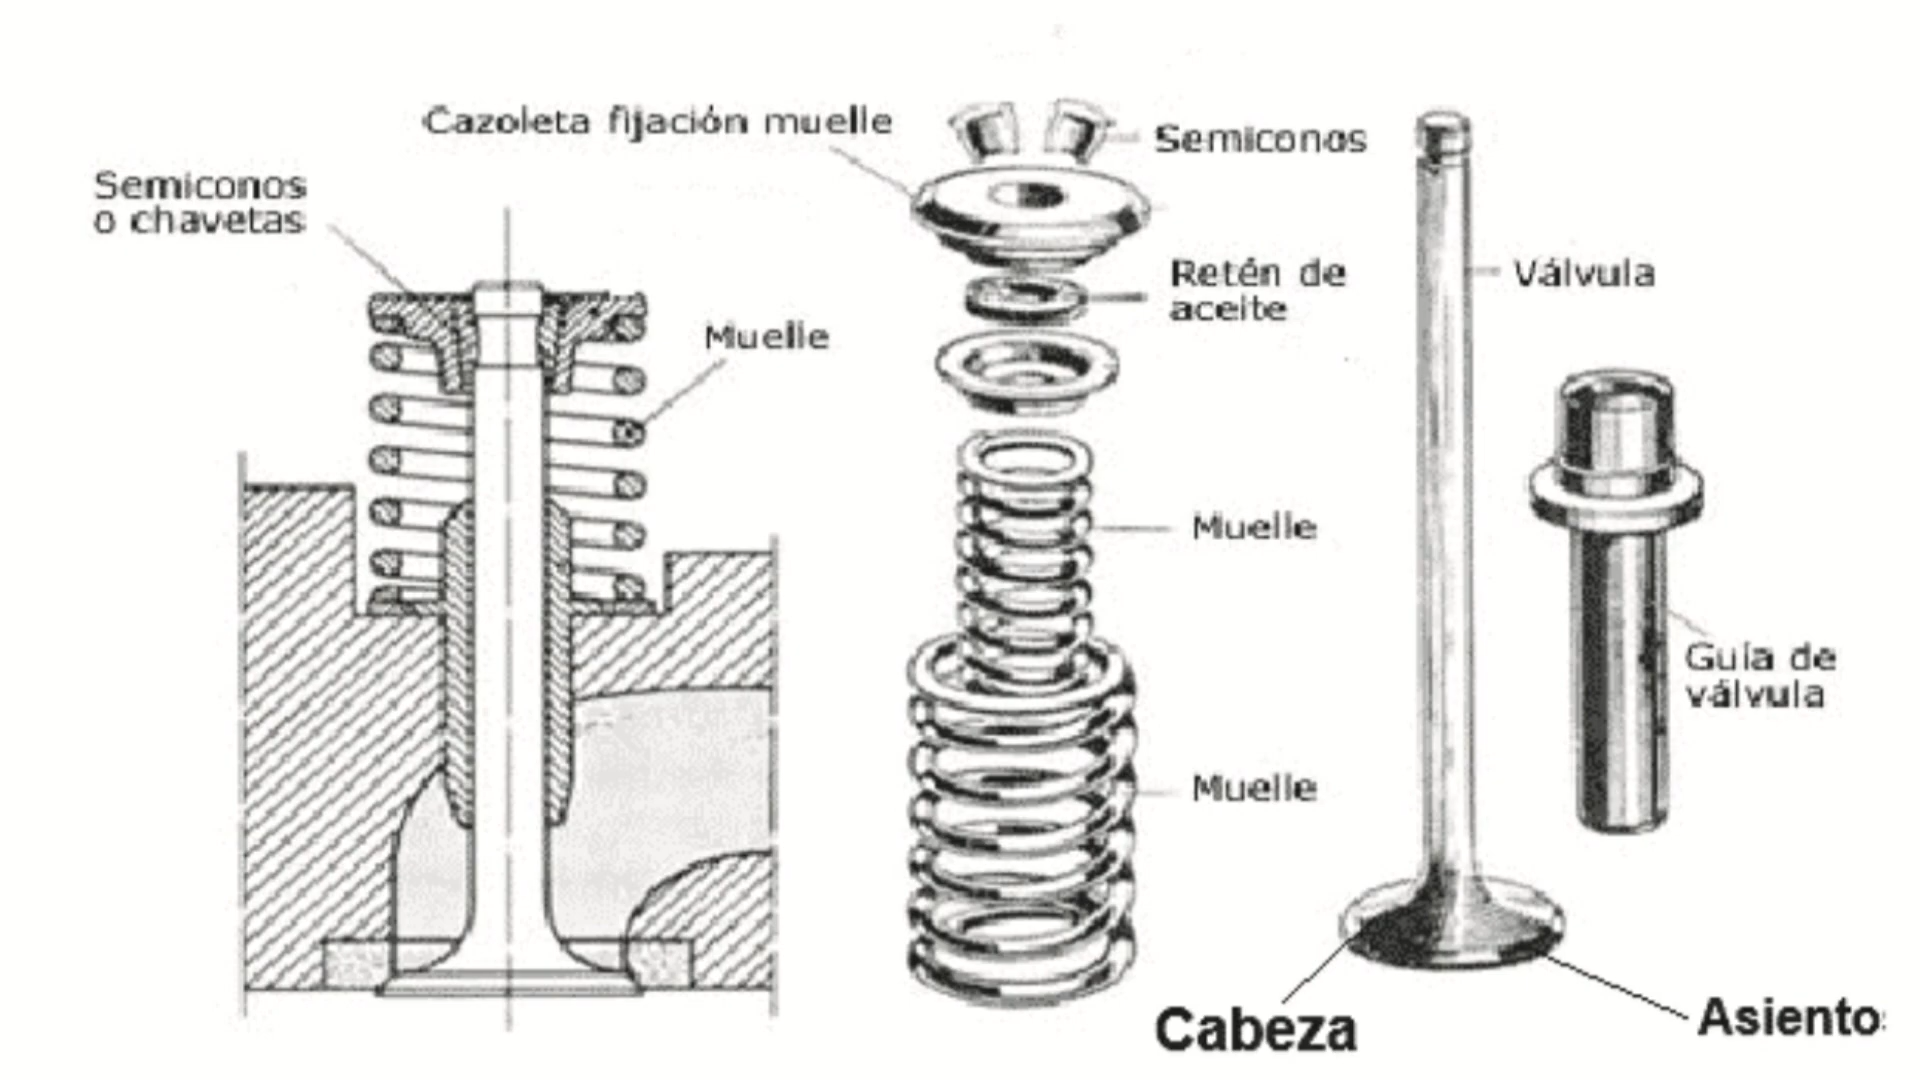 Cazoleta fijación muelle
Semiconos
o chavetas
Muelle
Semiconos
Retén de
aceite
Válvula
Muelle
Guía de
válvula
Muelle
Cabeza
Asiento